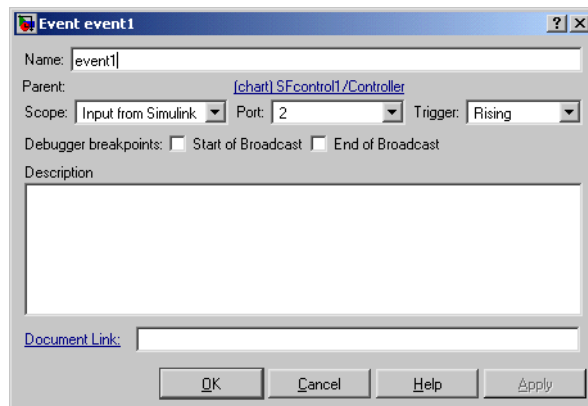 Event event1
Name: event1
Parent: (chart) SFcontrol1/Controller
Scope: Input from Simulink Port: 2 Trigger: Rising
Debugger breakpoints: Start of Broadcast End of Broadcast
Description
Document Link:
OK Cancel Help Apply